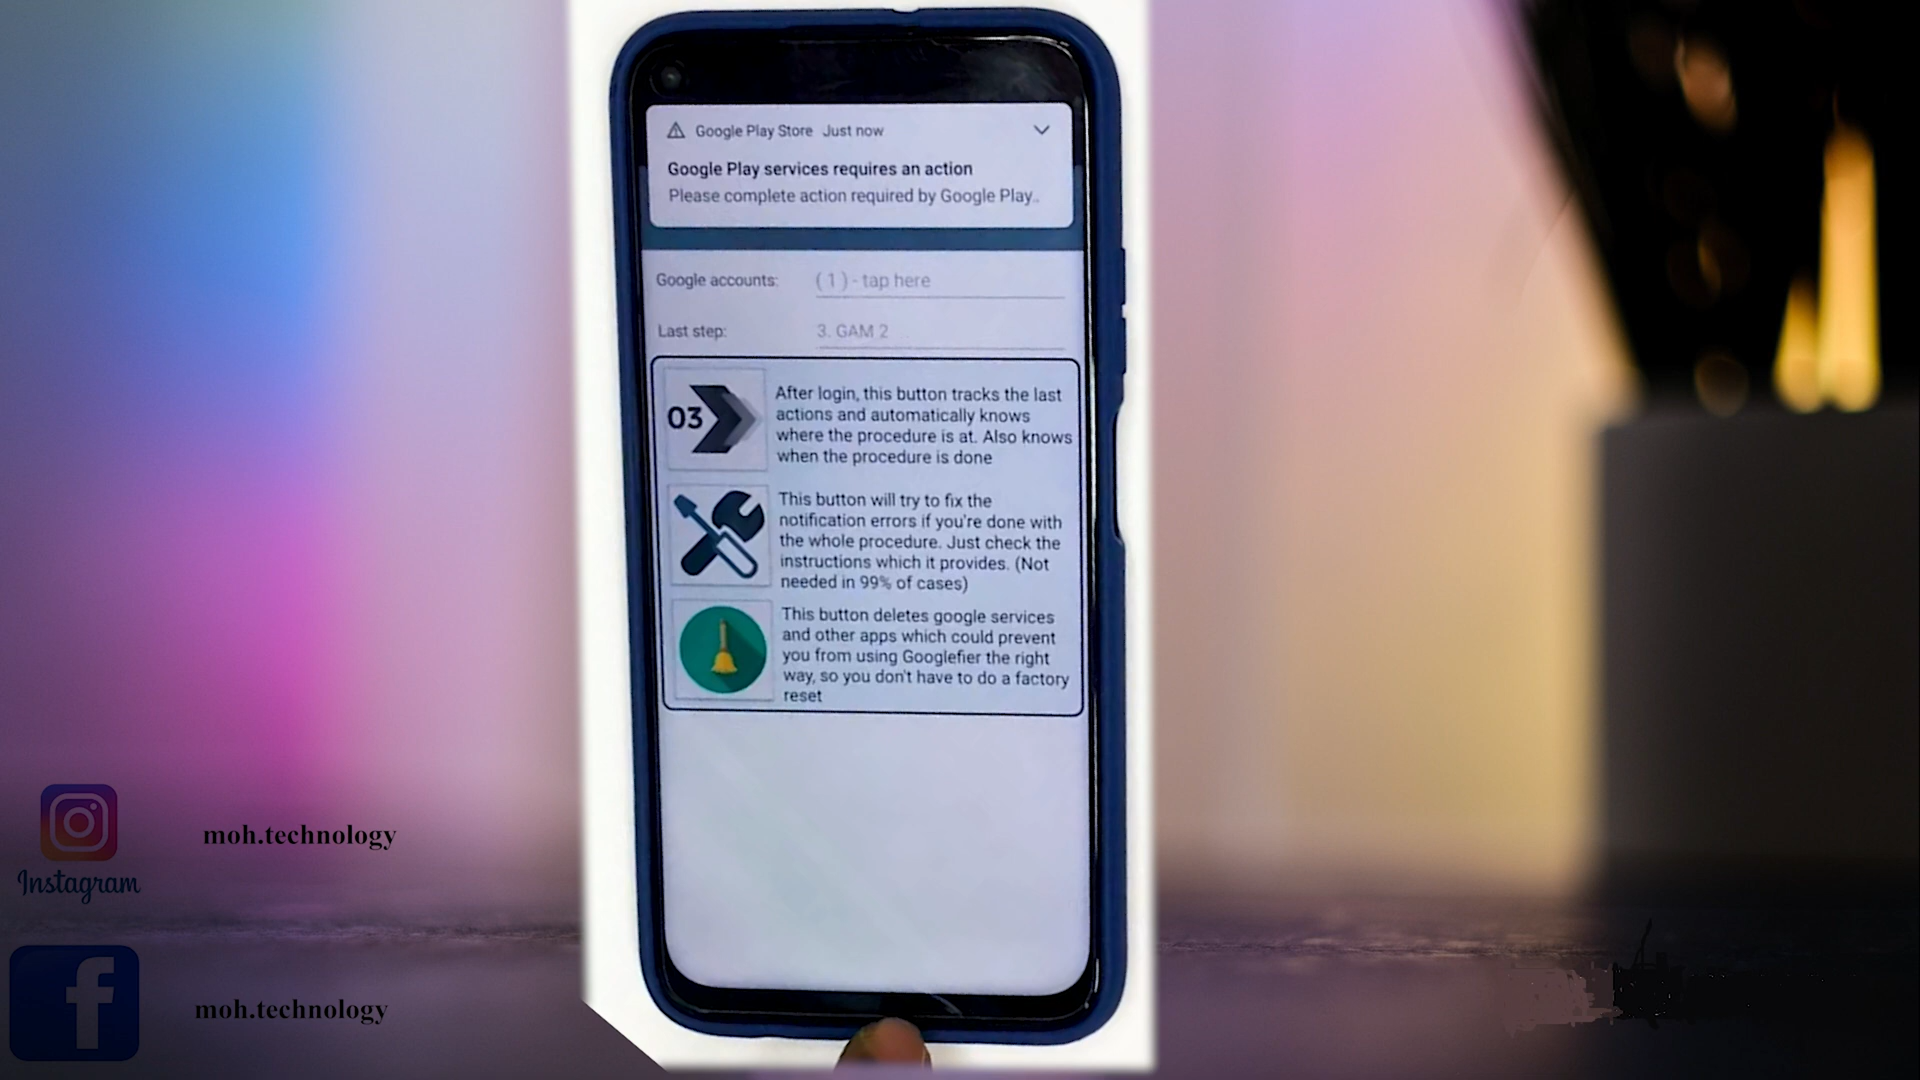 Google Play Store Just now
Google Play services requires an action
Please complete action required by Google Play..
Google accounts: ( 1 ) - tap here
Last step: 3. GAM 2
03
After login, this button tracks the last
actions and automatically knows
where the procedure is at. Also knows
when the procedure is done
This button will try to fix the
notification errors if you're done with
the whole procedure. Just check the
instructions which it provides. (Not
needed in 99% of cases)
This button deletes google services
and other apps which could prevent
you from using Googlefier the right
way, so you don't have to do a factory
reset
moh.technology
Instagram
f
moh.technology